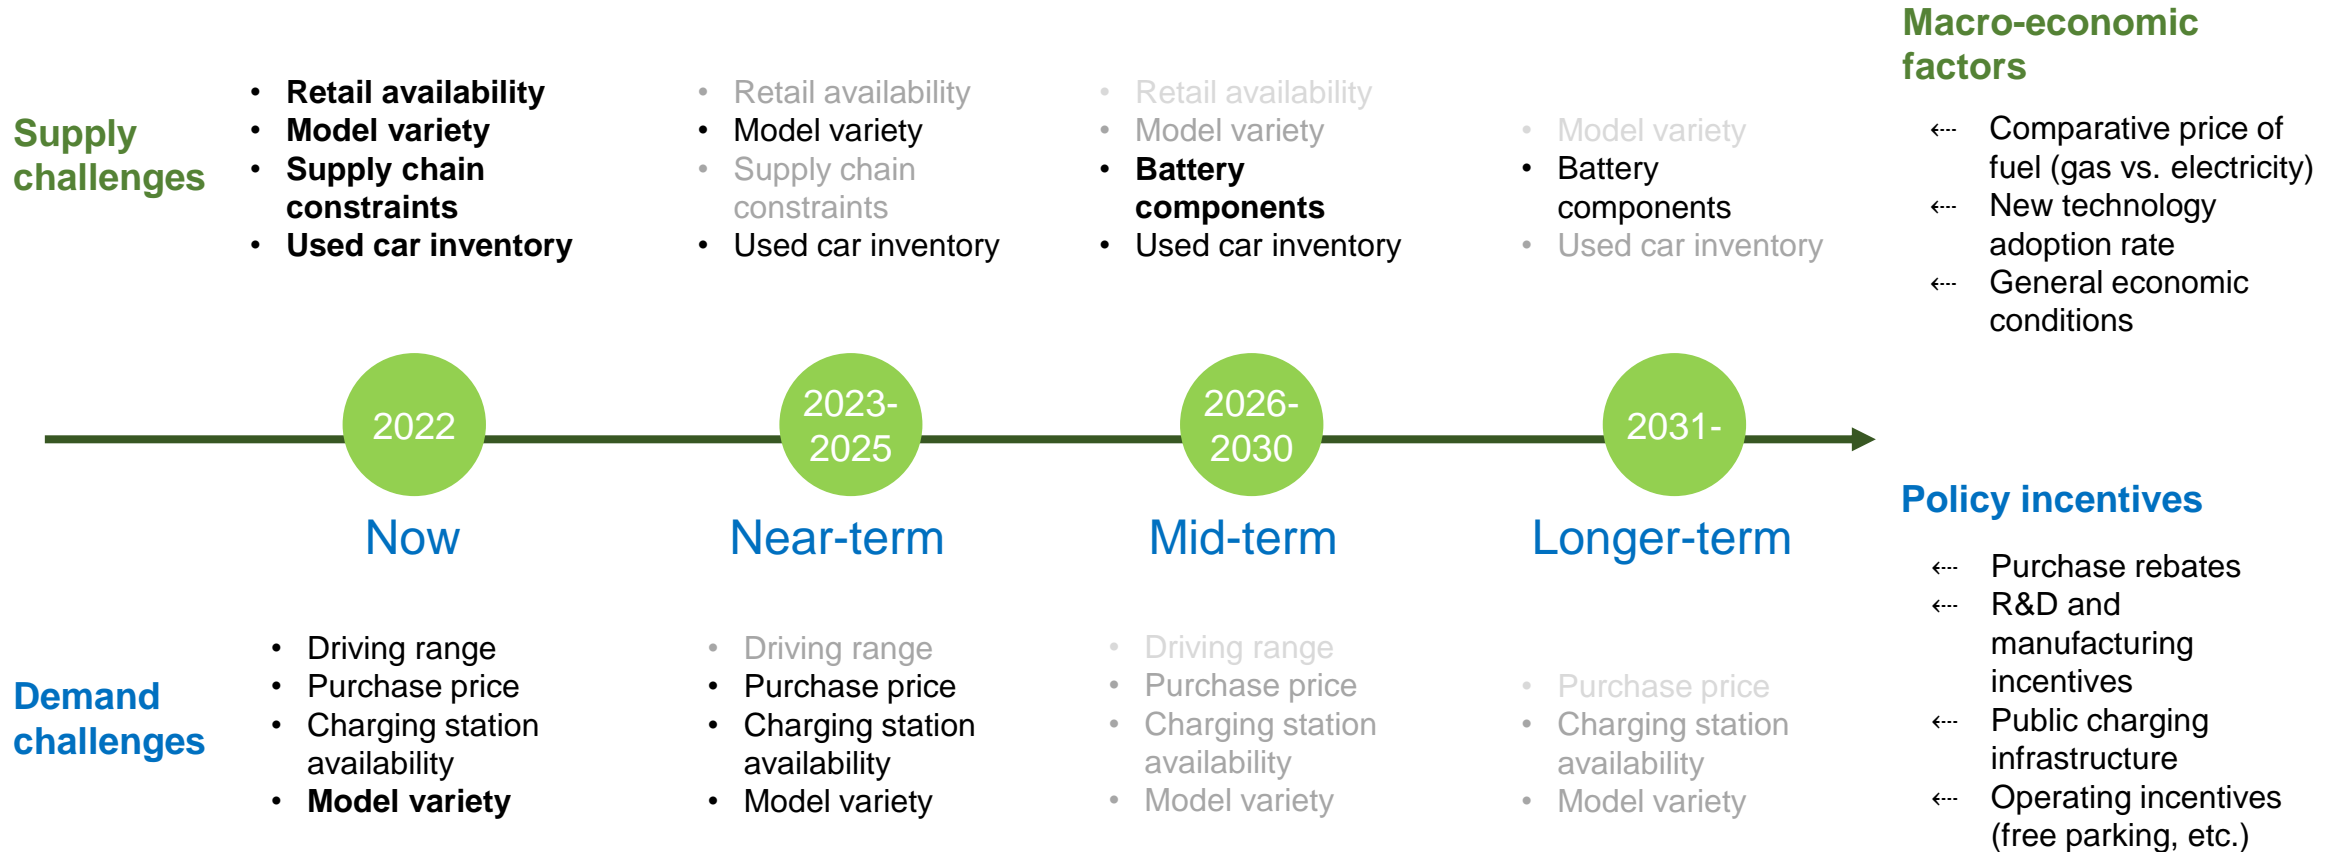 Macro-economic
factors
Supply
challenges
• Retail availability
• Model variety
• Supply chain
constraints
• Used car inventory
• Retail availability
• Model variety
• Supply chain
constraints
• Used car inventory
• Retail availability
• Model variety
• Battery
components
• Used car inventory
• Model variety
• Battery
components
• Used car inventory
Comparative price of
fuel (gas vs. electricity)
New technology
adoption rate
General economic
conditions
2022
2023-
2025
2026-
2030
2031-
Now
Near-term
Mid-term
Longer-term
Policy incentives
Demand
challenges
• Driving range
• Purchase price
• Charging station
availability
• Model variety
• Driving range
• Purchase price
• Charging station
availability
• Model variety
• Driving range
• Purchase price
• Charging station
availability
• Model variety
• Purchase price
• Charging station
availability
• Model variety
Purchase rebates
R&D and
manufacturing
incentives
Public charging
infrastructure
Operating incentives
(free parking, etc.)